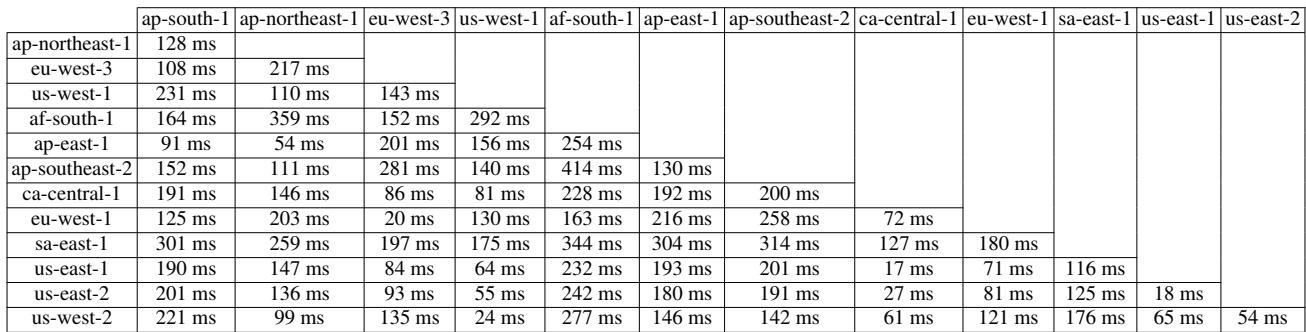 ap-south-1 ap-northeast-1 eu-west-3 us-west-1 af-south-1 ap-east-1 ap-southeast-2 ca-central-1 eu-west-1 sa-east-1 us-east-1 us-east-2
ap-northeast-1 128 ms
eu-west-3 108 ms 217 ms
us-west-1 231 ms 110 ms 143 ms
af-south-1 164 ms 359 ms 152 ms 292 ms
ap-east-1 91 ms 54 ms 201 ms 156 ms 254 ms
ap-southeast-2 152 ms 111 ms 281 ms 140 ms 414 ms 130 ms
ca-central-1 191 ms 146 ms 86 ms 81 ms 228 ms 192 ms 200 ms
eu-west-1 125 ms 203 ms 20 ms 130 ms 163 ms 216 ms 258 ms 72 ms
sa-east-1 301 ms 259 ms 197 ms 175 ms 344 ms 304 ms 314 ms 127 ms 180 ms
us-east-1 190 ms 147 ms 84 ms 64 ms 232 ms 193 ms 201 ms 17 ms 71 ms 116 ms
us-east-2 201 ms 136 ms 93 ms 55 ms 242 ms 180 ms 191 ms 27 ms 81 ms 125 ms 18 ms
us-west-2 221 ms 99 ms 135 ms 24 ms 277 ms 146 ms 142 ms 61 ms 121 ms 176 ms 65 ms 54 ms